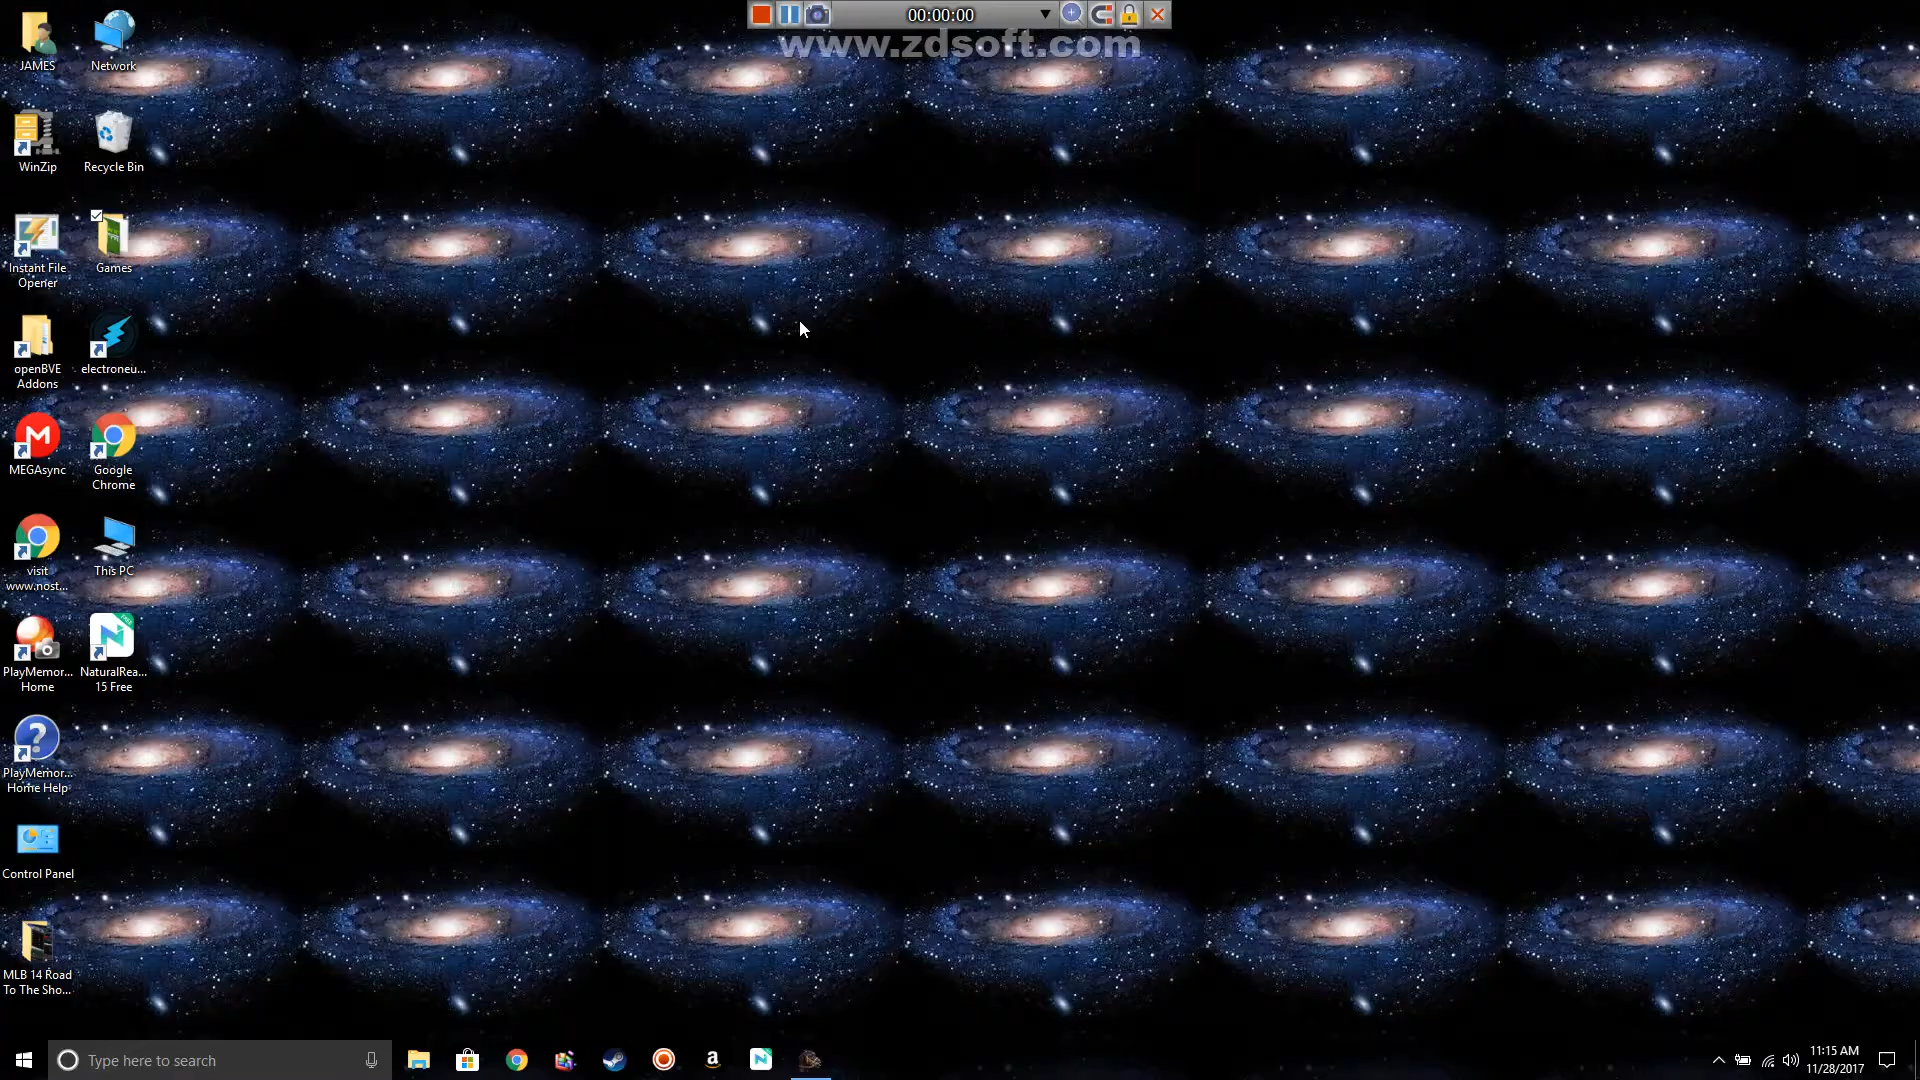 00:00:00
www.zdsoft.com
JAMES
Network
WinZip
Recycle Bin
Instant File
Opener
Games
openBVE
Addons
electroneu...
MEGAsync
Google
Chrome
visit
www.nost...
This PC
PlayMemor...
Home
NaturalRea...
15 Free
PlayMemor...
Home Help
Control Panel
MLB 14 Road
To The Sho...
Type here to search
11:15 AM
11/28/2017